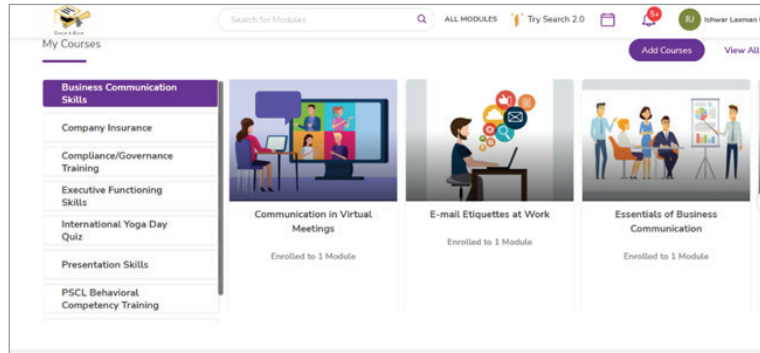 Search for Modules
ALL MODULES
Try Search 2.0
5+
IU
Ishwar Laxman
My Courses
Add Courses
View All
Business Communication
Skills
Company Insurance
Compliance/Governance
Training
Executive Functioning
Skills
International Yoga Day
Quiz
Presentation Skills
PSCL Behavioral
Competency Training
Communication in Virtual
Meetings
Enrolled to 1 Module
E-mail Etiquettes at Work
Enrolled to 1 Module
Essentials of Business
Communication
Enrolled to 1 Module